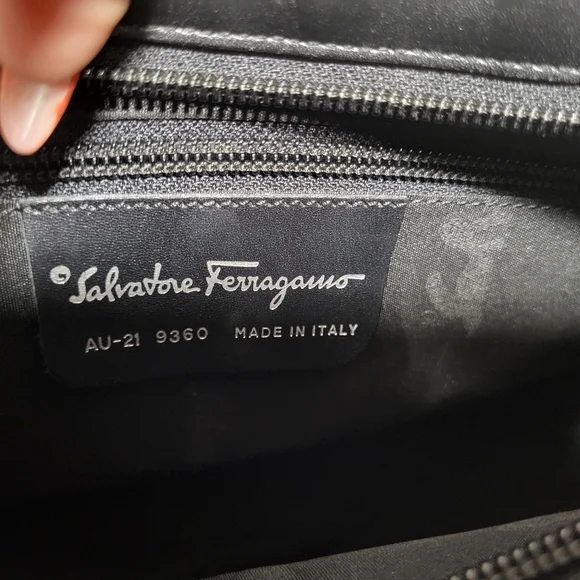 Salvatore Ferragamo
AU-21 9360 MADE IN ITALY